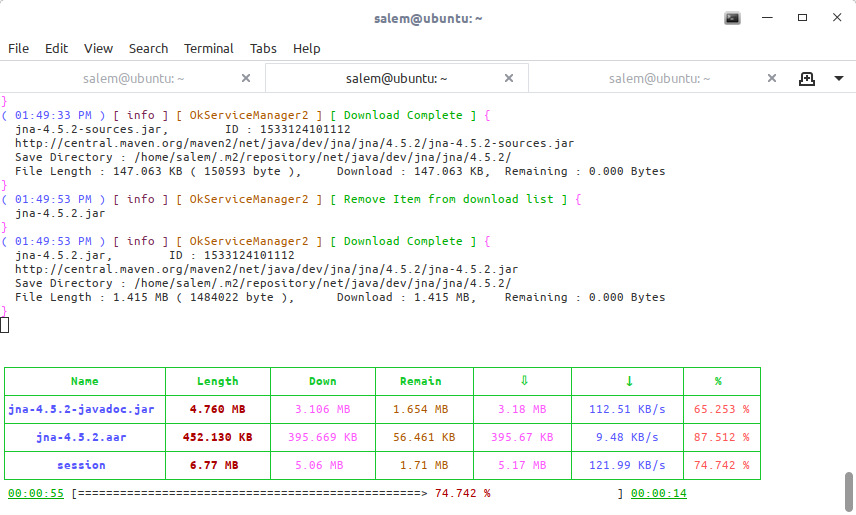 salem@ubuntu: ~
File Edit View Search Terminal Tabs Help
salem@ubuntu: ~ salem@ubuntu: ~ salem@ubuntu: ~
}
( 01:49:33 PM ) [ info ] [ OkServiceManager2 ] [ Download Complete ] {
jna-4.5.2-sources.jar, ID : 1533124101112
http://central.maven.org/maven2/net/java/dev/jna/jna/4.5.2/jna-4.5.2-sources.jar
Save Directory : /home/salem/.m2/repository/net/java/dev/jna/jna/4.5.2/
File Length : 147.063 KB ( 150593 byte ), Download : 147.063 KB, Remaining : 0.000 Bytes
}
( 01:49:53 PM ) [ info ] [ OkServiceManager2 ] [ Remove Item from download list ] {
jna-4.5.2.jar
}
( 01:49:53 PM ) [ info ] [ OkServiceManager2 ] [ Download Complete ] {
jna-4.5.2.jar, ID : 1533124101112
http://central.maven.org/maven2/net/java/dev/jna/jna/4.5.2/jna-4.5.2.jar
Save Directory : /home/salem/.m2/repository/net/java/dev/jna/jna/4.5.2/
File Length : 1.415 MB ( 1484022 byte ), Download : 1.415 MB, Remaining : 0.000 Bytes
}
Name Length Down Remain ⇩ ↓ %
jna-4.5.2-javadoc.jar 4.760 MB 3.106 MB 1.654 MB 3.18 MB 112.51 KB/s 65.253 %
jna-4.5.2.aar 452.130 KB 395.669 KB 56.461 KB 395.67 KB 9.48 KB/s 87.512 %
session 6.77 MB 5.06 MB 1.71 MB 5.17 MB 121.99 KB/s 74.742 %
00:00:55 [=================================================> 74.742 % ] 00:00:14